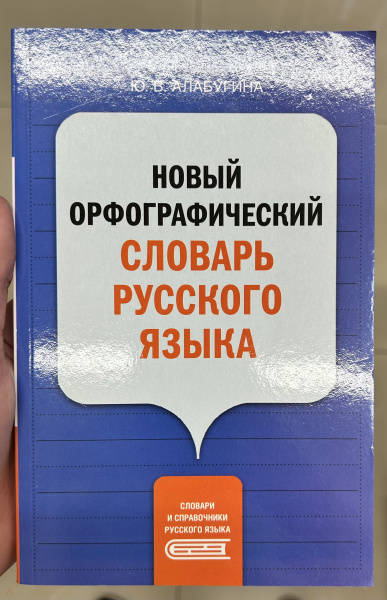 Ю. В. АЛАБУГИНА
НОВЫЙ
ОРФОГРАФИЧЕСКИЙ
СЛОВАРЬ
РУССКОГО
ЯЗЫКА
СЛОВАРИ
И СПРАВОЧНИКИ
РУССКОГО ЯЗЫКА